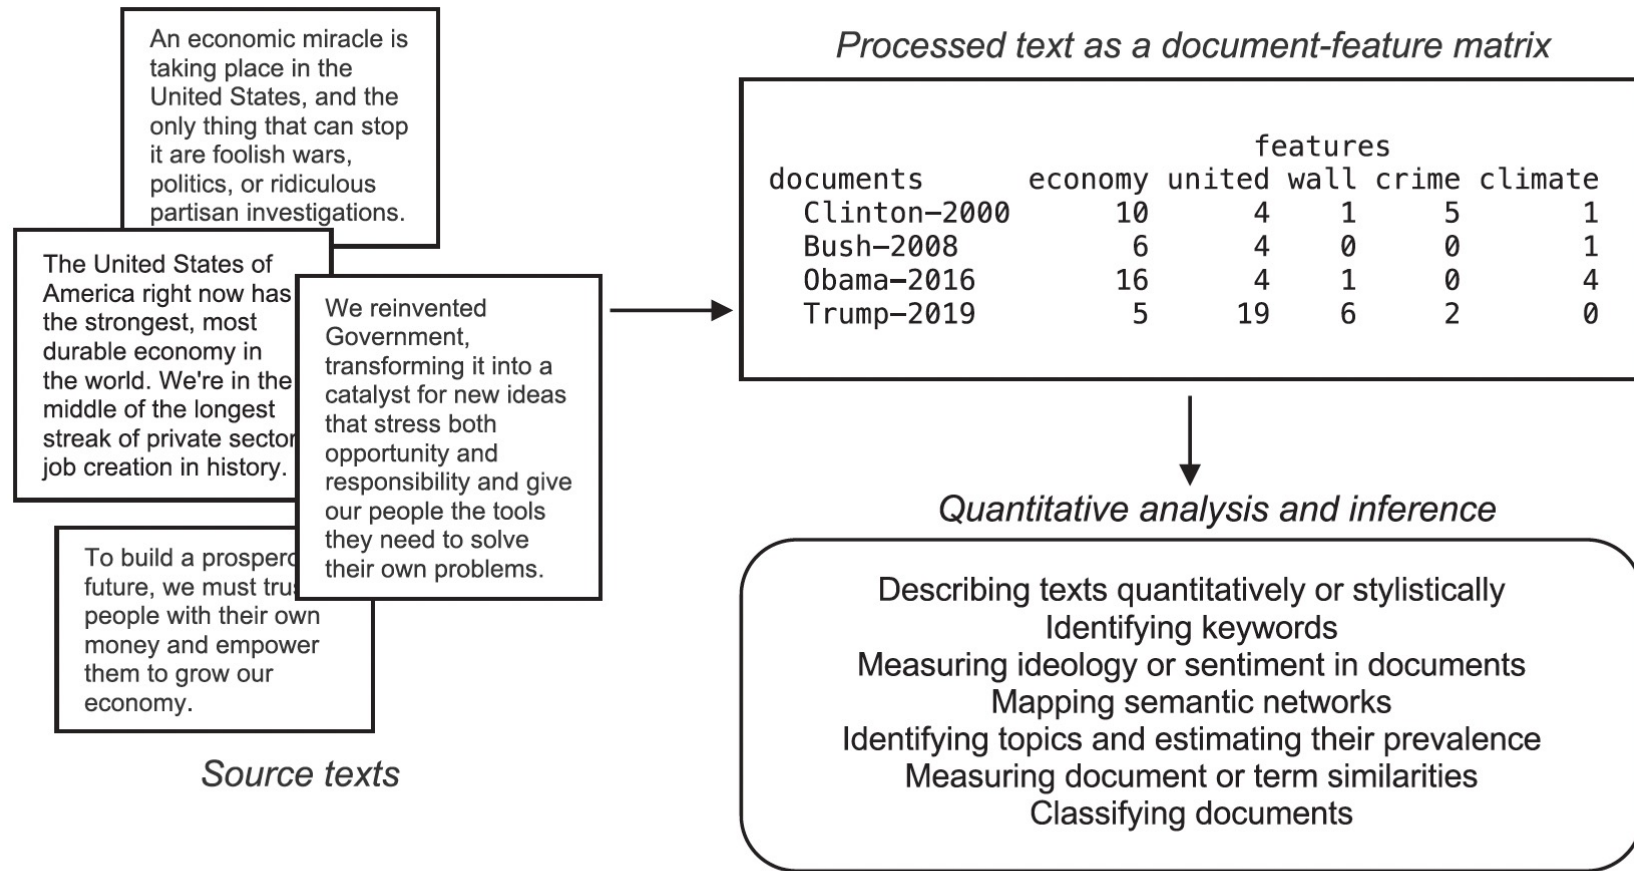 An economic miracle is
taking place in the
United States, and the
only thing that can stop
it are foolish wars,
politics, or ridiculous
partisan investigations.
The United States of
America right now has
the strongest, most
durable economy in
the world. We're in the
middle of the longest
streak of private sector
job creation in history.
We reinvented
Government,
transforming it into a
catalyst for new ideas
that stress both
opportunity and
responsibility and give
our people the tools
they need to solve
their own problems.
To build a
future, we must
people with their own
money and empower
them to grow our
economy.
Source texts
Processed text as a document-feature matrix
features
documents economy united wall crime climate
Clinton–2000 10 4 1 5 1
Bush–2008 6 4 0 0 1
Obama–2016 16 4 1 0 4
Trump–2019 5 19 6 2 0
Quantitative analysis and inference
Describing texts quantitatively or stylistically
Identifying keywords
Measuring ideology or sentiment in documents
Mapping semantic networks
Identifying topics and estimating their prevalence
Measuring document or term similarities
Classifying documents